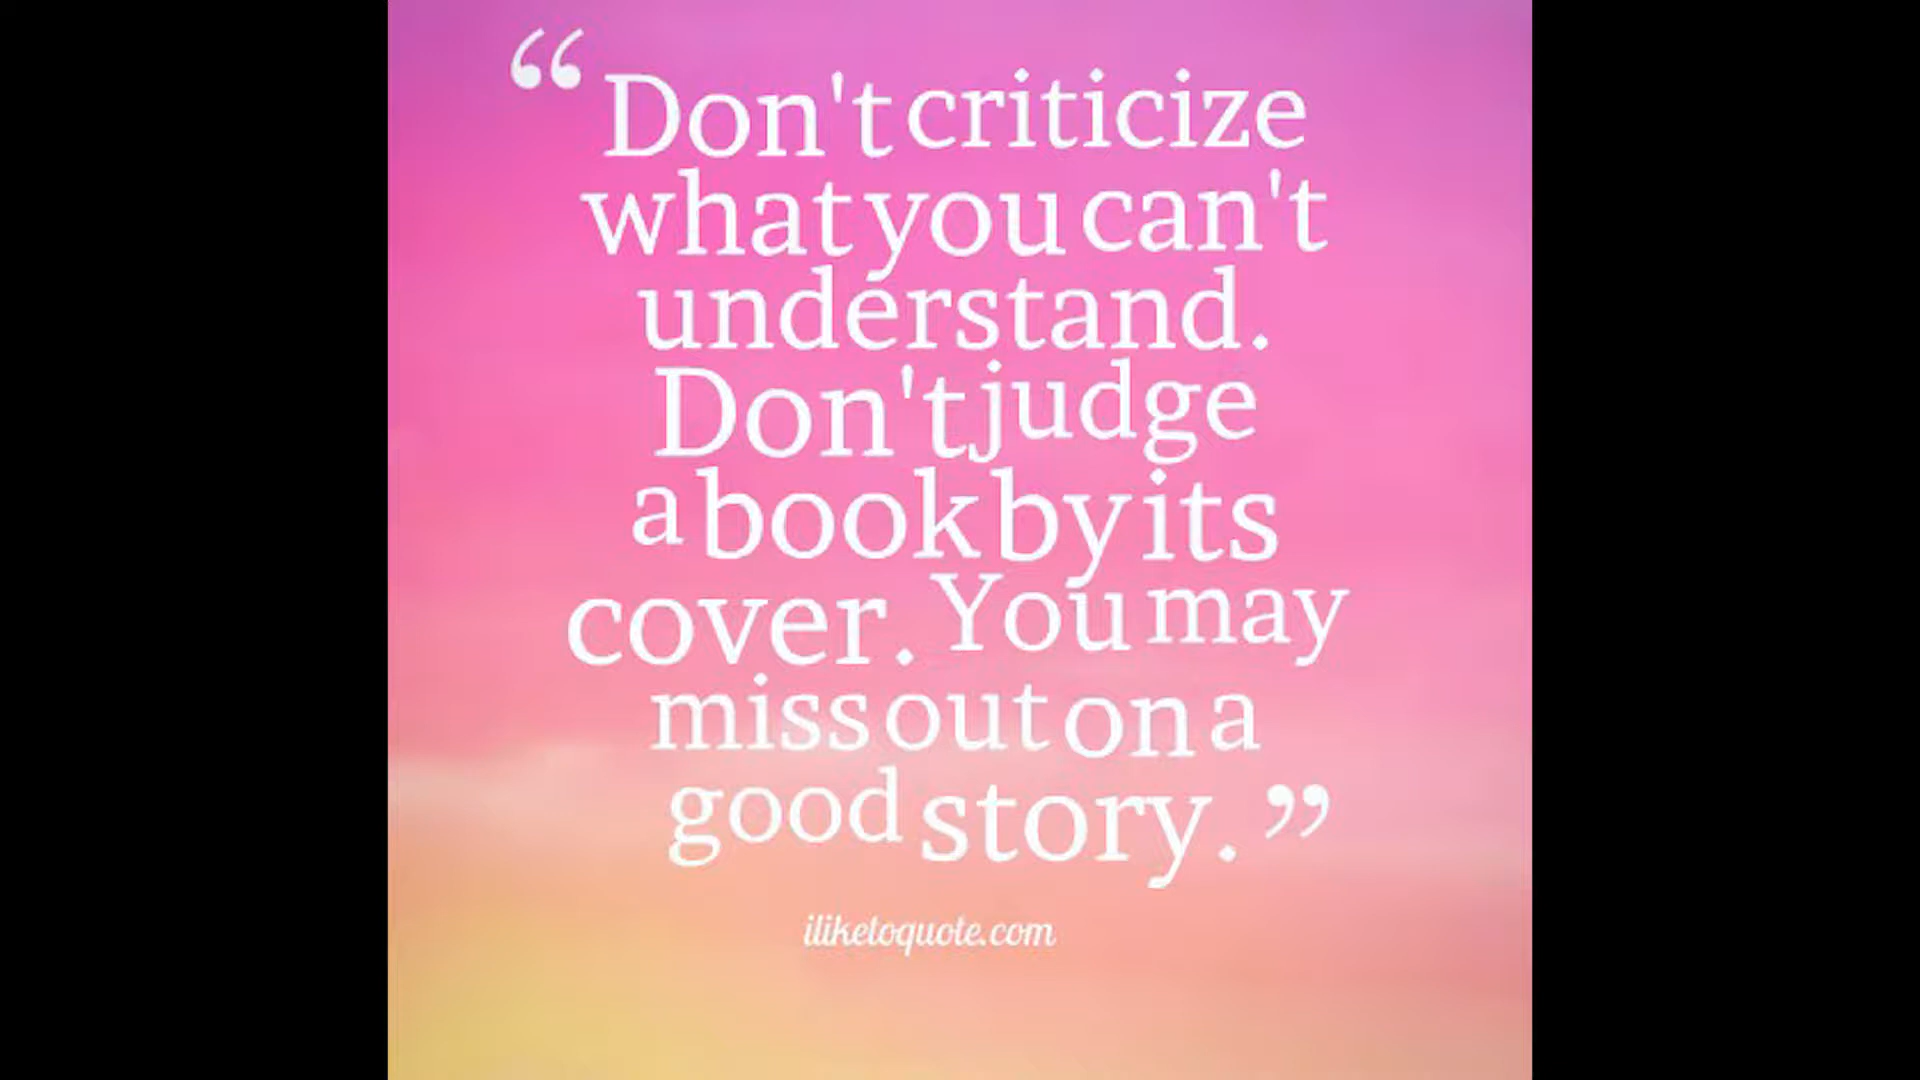 “Don't criticize
what you can't
understand.
Don't judge
a book by its
cover. You may
miss out on a
good story.”
iliketoquote.com